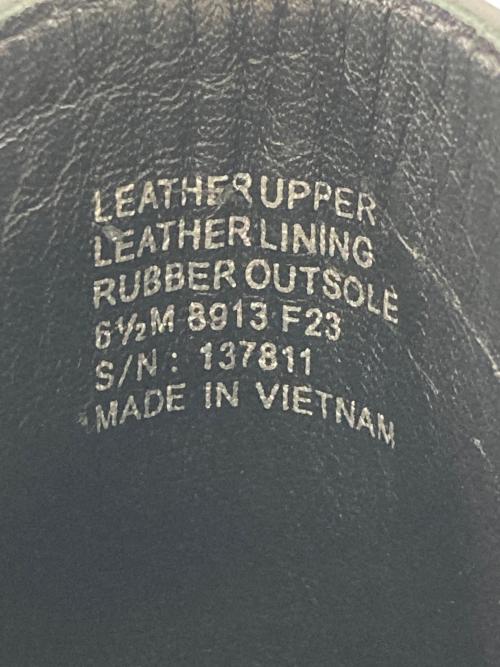 LEATHER UPPER
LEATHER LINING
RUBBER OUTSOLE
6½M 8913 F23
S/N: 137811
MADE IN VIETNAM